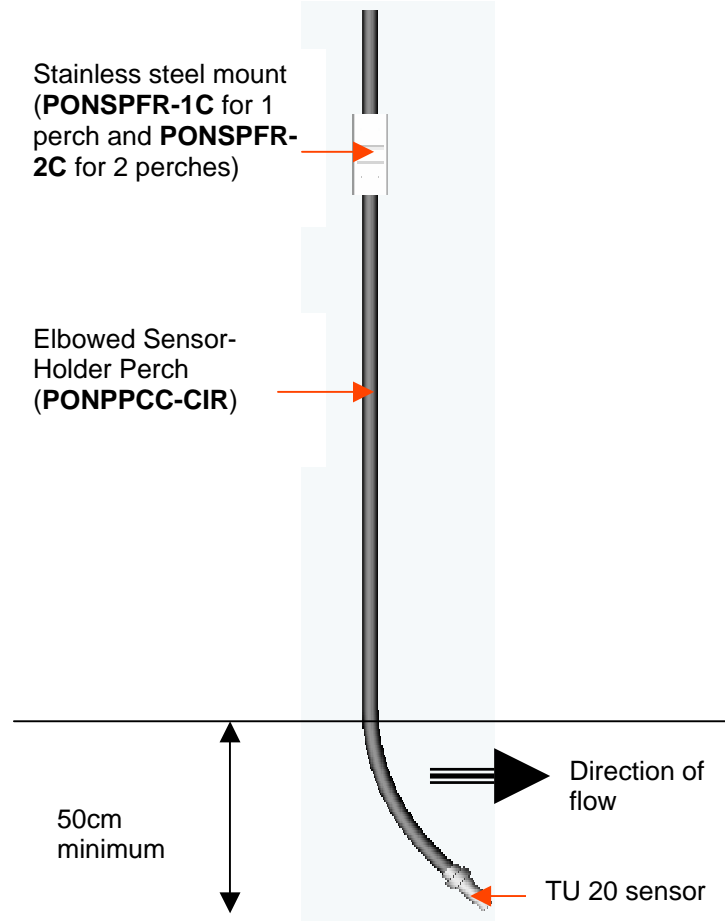 Stainless steel mount
(PONSPFR-1C for 1
perch and PONSPFR-
2C for 2 perches)
Elbowed Sensor-
Holder Perch
(PONPPCC-CIR)
Direction of
flow
50cm
minimum
TU 20 sensor